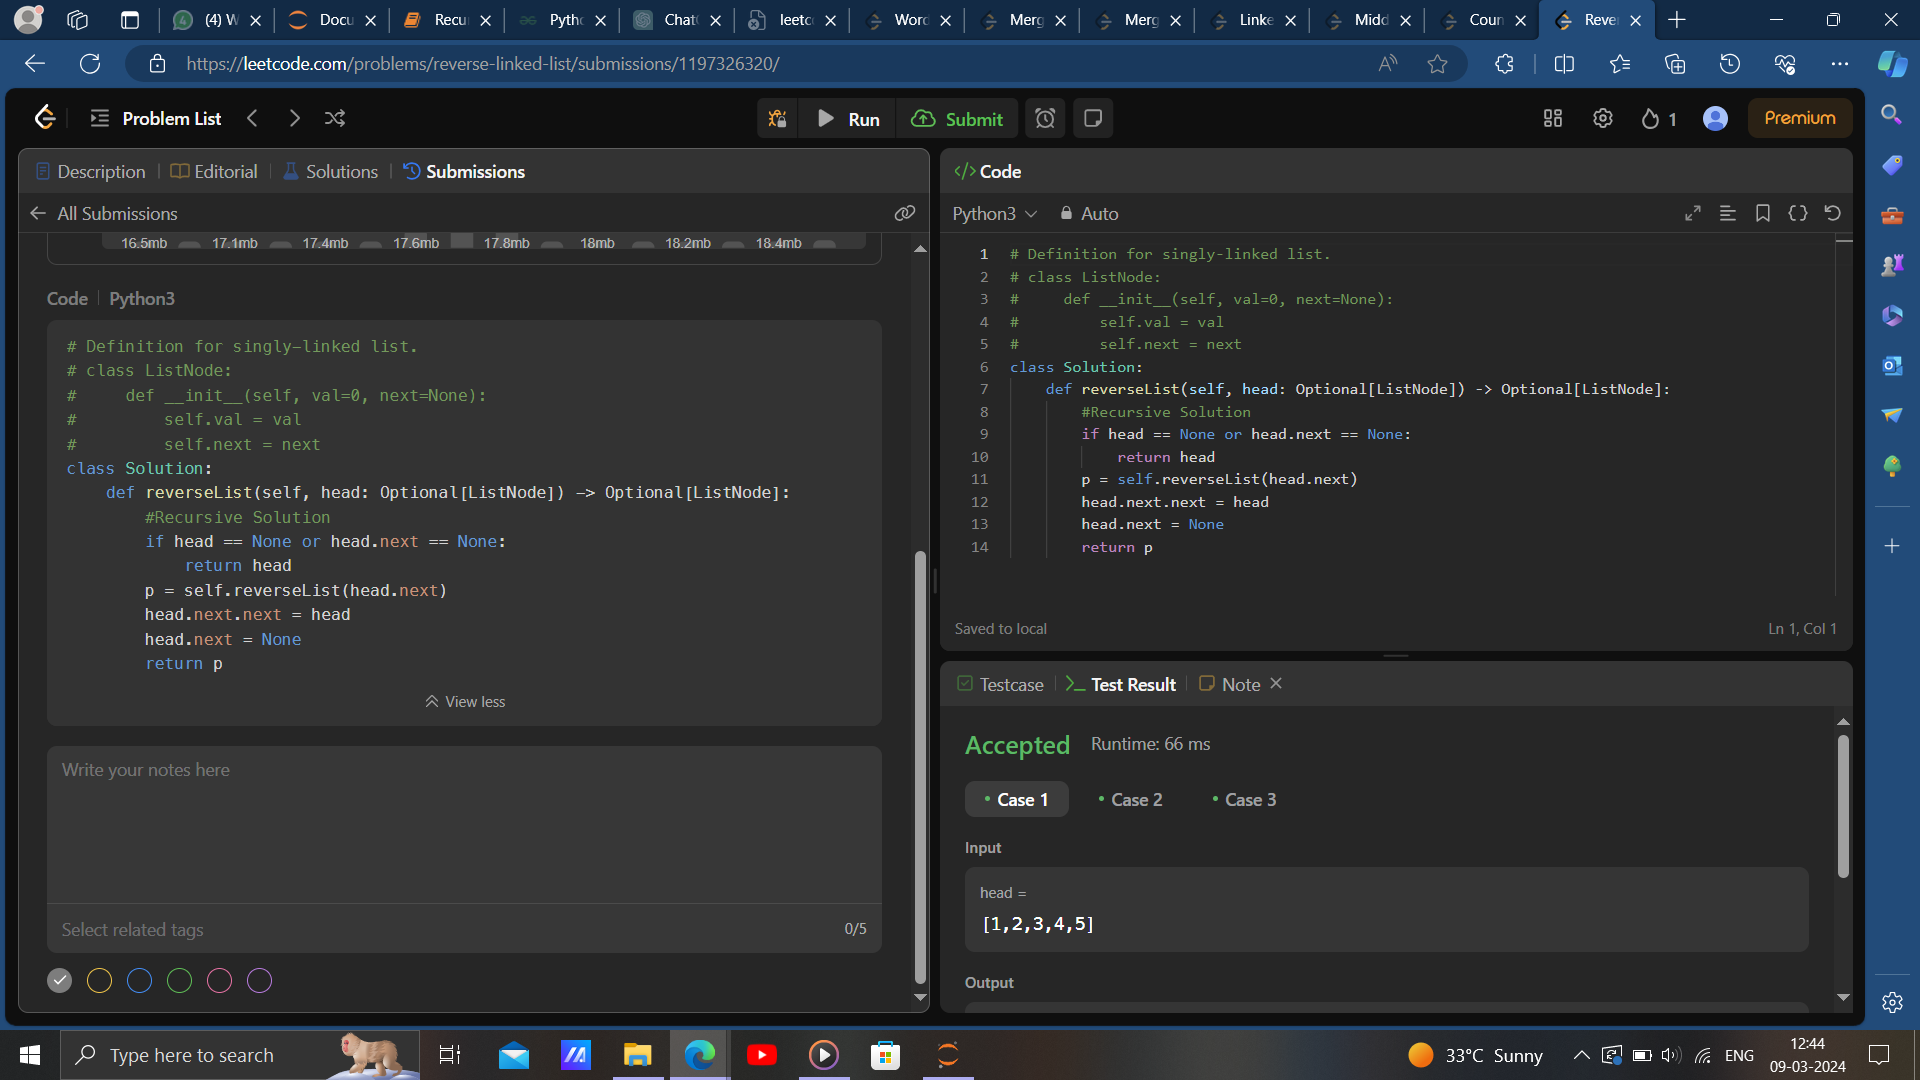 (4) W
Docu
Recu
Pyth
Chat
leetc
Word
Merg
Merg
Linke
Midd
Coun
Reve
https://leetcode.com/problems/reverse-linked-list/submissions/1197326320/
Problem List
Run
Submit
1
Premium
Description
Editorial
Solutions
Submissions
All Submissions
16.5mb 17.1mb 17.4mb 17.6mb 17.8mb 18mb 18.2mb 18.4mb
Code
Python3
# Definition for singly-linked list.
# class ListNode:
#     def __init__(self, val=0, next=None):
#         self.val = val
#         self.next = next
class Solution:
    def reverseList(self, head: Optional[ListNode]) -> Optional[ListNode]:
        #Recursive Solution
        if head == None or head.next == None:
            return head
        p = self.reverseList(head.next)
        head.next.next = head
        head.next = None
        return p
View less
Write your notes here
Select related tags
0/5
</> Code
Python3
Auto
1 # Definition for singly-linked list.
2 # class ListNode:
3 #     def __init__(self, val=0, next=None):
4 #         self.val = val
5 #         self.next = next
6 class Solution:
7     def reverseList(self, head: Optional[ListNode]) -> Optional[ListNode]:
8         #Recursive Solution
9         if head == None or head.next == None:
10             return head
11         p = self.reverseList(head.next)
12         head.next.next = head
13         head.next = None
14         return p
Saved to local
Ln 1, Col 1
Testcase
Test Result
Note
Accepted
Runtime: 66 ms
Case 1
Case 2
Case 3
Input
head =
[1,2,3,4,5]
Output
Type here to search
33°C Sunny
ENG
12:44
09-03-2024